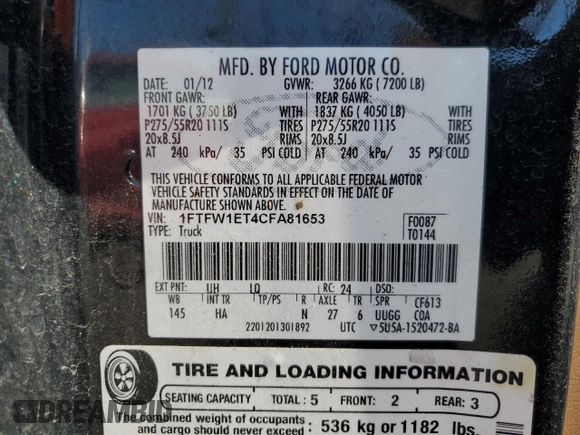 MFD. BY FORD MOTOR CO.
DATE: 01/12 GVWR: 3266 KG ( 7200 LB)
FRONT GAWR: REAR GAWR:
1701 KG ( 3750 LB) WITH 1837 KG ( 4050 LB) WITH
P275/55R20 111S TIRES P275/55R20 111S TIRES
20x8.5J RIMS 20x8.5J RIMS
AT 240 kPa/ 35 PSI COLD AT 240 kPa/ 35 PSI COLD
THIS VEHICLE CONFORMS TO ALL APPLICABLE FEDERAL MOTOR
VEHICLE SAFETY STANDARDS IN EFFECT ON THE DATE OF
MANUFACTURE SHOWN ABOVE.
VIN: 1FTFW1ET4CFA81653 F0087
TYPE: Truck T0144
EXT PNT: UH LQ RC: 24 DSO:
WB INT TR TP/PS R AXLE TR SPR CF613
145 HA N 27 6 UUGG COA
2201201301892 UTC ▽5U5A-1520472-BA
TIRE AND LOADING INFORMATION
SEATING CAPACITY TOTAL: 5 FRONT: 2 REAR: 3
The combined weight of occupants
and cargo should never exceed: 536 kg or 1182 lbs.
DREAMBIDS